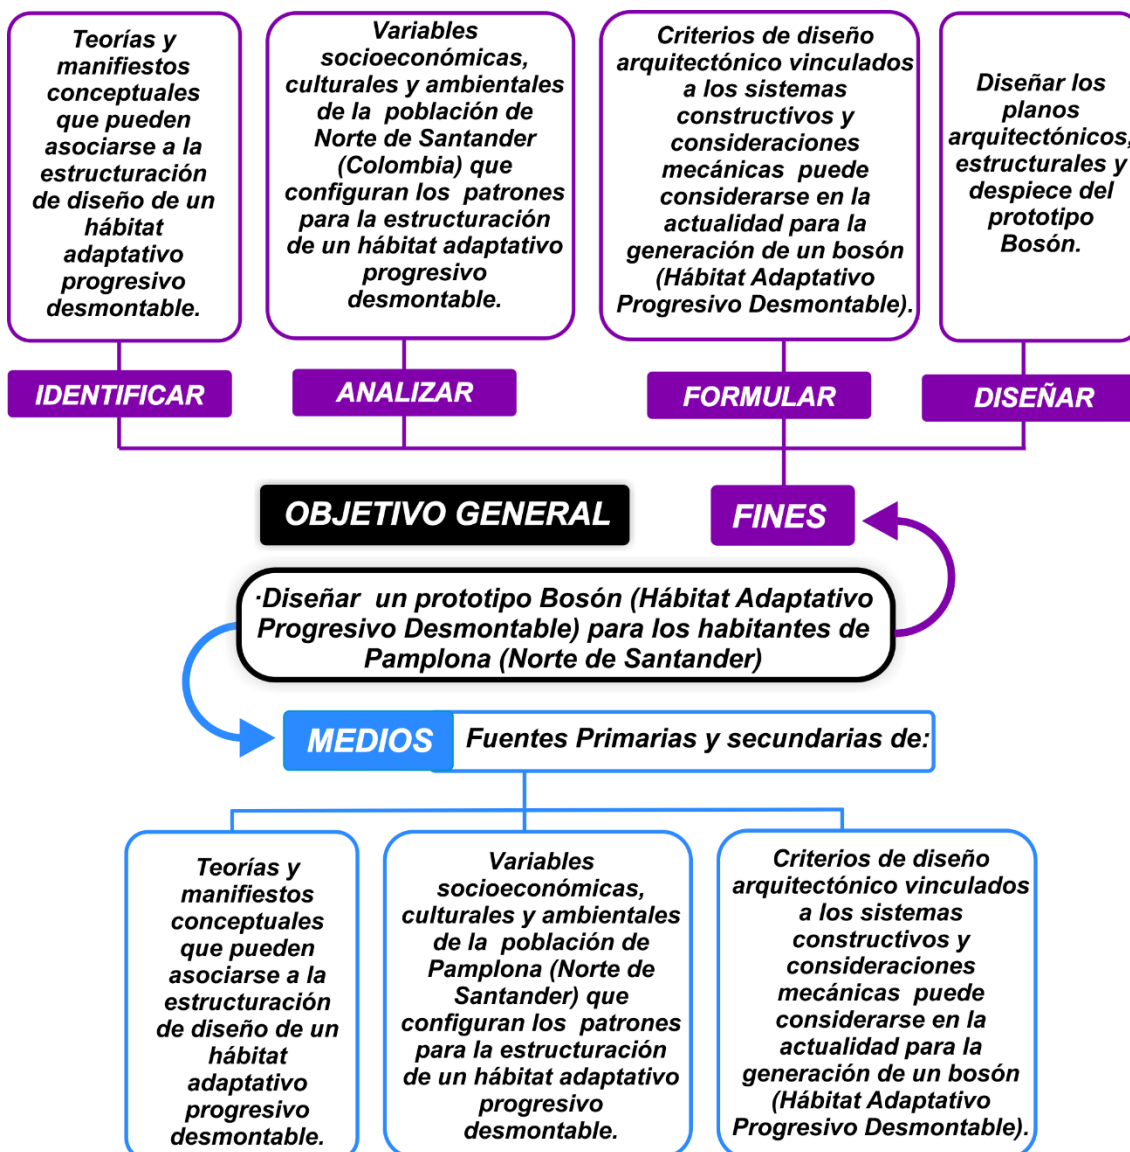 Teorías y
manifiestos
conceptuales
que pueden
asociarse a la
estructuración
de diseño de un
hábitat
adaptativo
progresivo
desmontable.
Variables
socioeconómicas,
culturales y ambientales
de la población de
Norte de Santander
(Colombia) que
configuran los patrones
para la estructuración
de un hábitat adaptativo
progresivo
desmontable.
Criterios de diseño
arquitectónico vinculados
a los sistemas
constructivos y
consideraciones
mecánicas puede
considerarse en la
actualidad para la
generación de un bosón
(Hábitat Adaptativo
Progresivo Desmontable).
Diseñar los
planos
arquitectónicos,
estructurales y
despiece del
prototipo
Bosón.
IDENTIFICAR
ANALIZAR
FORMULAR
DISEÑAR
OBJETIVO GENERAL
FINES
·Diseñar un prototipo Bosón (Hábitat Adaptativo
Progresivo Desmontable) para los habitantes de
Pamplona (Norte de Santander)
MEDIOS
Fuentes Primarias y secundarias de:
Teorías y
manifiestos
conceptuales
que pueden
asociarse a la
estructuración
de diseño de un
hábitat
adaptativo
progresivo
desmontable.
Variables
socioeconómicas,
culturales y ambientales
de la población de
Pamplona (Norte de
Santander) que
configuran los patrones
para la estructuración
de un hábitat adaptativo
progresivo
desmontable.
Criterios de diseño
arquitectónico vinculados
a los sistemas
constructivos y
consideraciones
mecánicas puede
considerarse en la
actualidad para la
generación de un bosón
(Hábitat Adaptativo
Progresivo Desmontable).